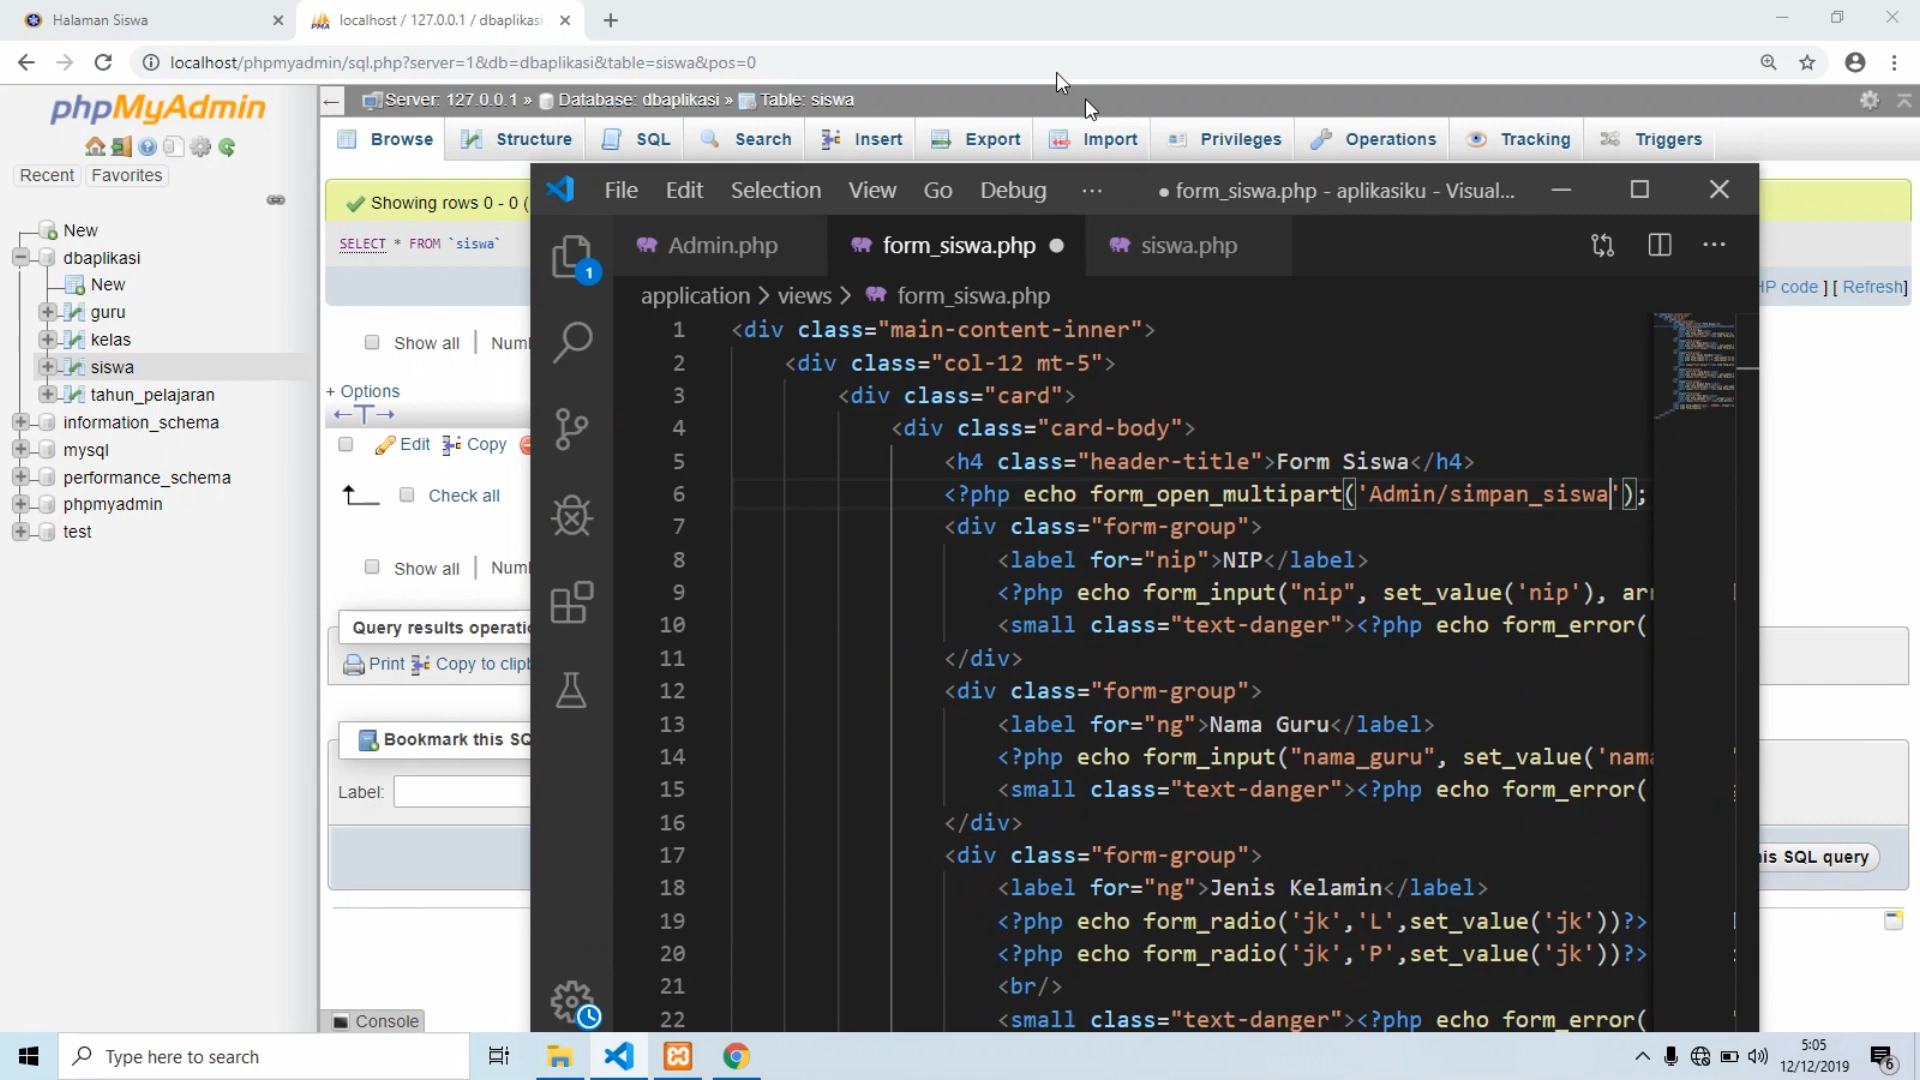 Halaman Siswa
localhost / 127.0.0.1 / dbaplikasi
localhost/phpmyadmin/sql.php?server=1&db=dbaplikasi&table=siswa&pos=0
phpMyAdmin
Server: 127.0.0.1 » Database: dbaplikasi » Table: siswa
Browse Structure SQL Search Insert Export Import Privileges Operations Tracking Triggers
Recent Favorites
New
dbaplikasi
New
guru
kelas
siswa
tahun_pelajaran
information_schema
mysql
performance_schema
phpmyadmin
test
Showing rows 0 - 0 (
SELECT * FROM `siswa`
HP code ] [ Refresh]
Show all
+ Options
Edit Copy
Check all
Show all
Query results operatio
Print Copy to clipb
Bookmark this SQ
Label:
his SQL query
Console
File Edit Selection View Go Debug ··· ● form_siswa.php - aplikasiku - Visual...
Admin.php form_siswa.php siswa.php
1
application > views > form_siswa.php
1 <div class="main-content-inner">
2 <div class="col-12 mt-5">
3 <div class="card">
4 <div class="card-body">
5 <h4 class="header-title">Form Siswa</h4>
6 <?php echo form_open_multipart('Admin/simpan_siswa');
7 <div class="form-group">
8 <label for="nip">NIP</label>
9 <?php echo form_input("nip", set_value('nip'), arr
10 <small class="text-danger"><?php echo form_error(
11 </div>
12 <div class="form-group">
13 <label for="ng">Nama Guru</label>
14 <?php echo form_input("nama_guru", set_value('nama
15 <small class="text-danger"><?php echo form_error(
16 </div>
17 <div class="form-group">
18 <label for="ng">Jenis Kelamin</label>
19 <?php echo form_radio('jk','L',set_value('jk'))?>
20 <?php echo form_radio('jk','P',set_value('jk'))?>
21 <br/>
22 <small class="text-danger"><?php echo form_error(
Type here to search
5:05
12/12/2019
6